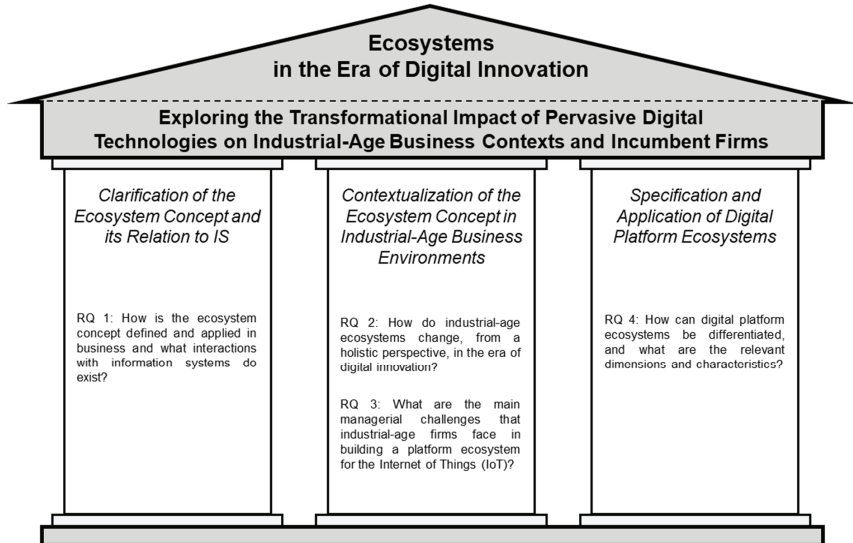 Ecosystems
in the Era of Digital Innovation
Exploring the Transformational Impact of Pervasive Digital
Technologies on Industrial-Age Business Contexts and Incumbent Firms
Clarification of the
Ecosystem Concept and
its Relation to IS
RQ 1: How is the ecosystem
concept defined and applied in
business and what interactions
with information systems do
exist?
Contextualization of the
Ecosystem Concept in
Industrial-Age Business
Environments
RQ 2: How do industrial-age
ecosystems change, from a
holistic perspective, in the era of
digital innovation?
RQ 3: What are the main
managerial challenges that
industrial-age firms face in
building a platform ecosystem
for the Internet of Things (IoT)?
Specification and
Application of Digital
Platform Ecosystems
RQ 4: How can digital platform
ecosystems be differentiated,
and what are the relevant
dimensions and characteristics?